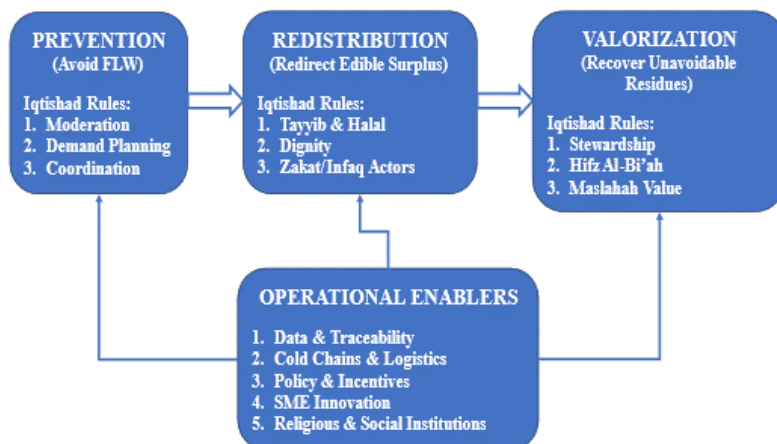 PREVENTION
(Avoid FLW)
Iqtishad Rules:
1. Moderation
2. Demand Planning
3. Coordination
REDISTRIBUTION
(Redirect Edible Surplus)
Iqtishad Rules:
1. Tayyib & Halal
2. Dignity
3. Zakat/Infaq Actors
VALORIZATION
(Recover Unavoidable
Residues)
Iqtishad Rules:
1. Stewardship
2. Hifz Al-Bi’ah
3. Maslahah Value
OPERATIONAL ENABLERS
1. Data & Traceability
2. Cold Chains & Logistics
3. Policy & Incentives
4. SME Innovation
5. Religious & Social Institutions